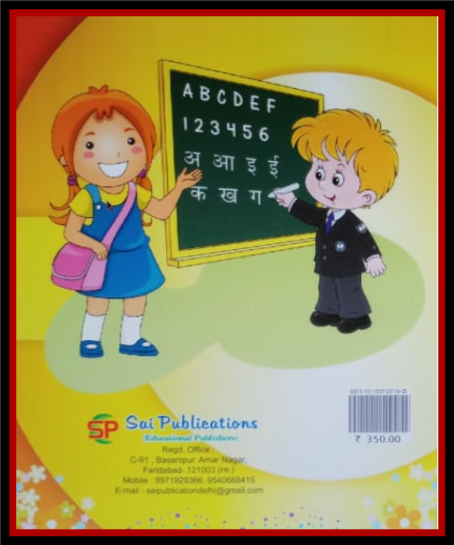 A B C D E F
1 2 3 4 5 6
अ आ इ ई
क ख ग
SP Sai Publications
(Educational Publishers)
Regd. Office :
C-91 , Basantpur, Amar Nagar,
Faridabad- 121003 (Hr.)
Mobile : 9971929366, 9540668415
E-mail : saipublicationdelhi@gmail.com
₹ 350.00